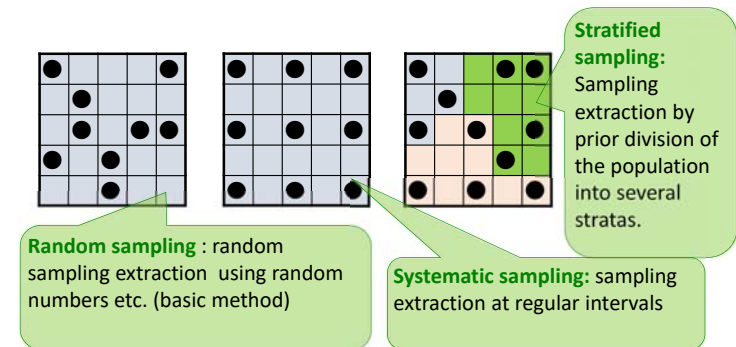 Stratified
sampling:
Sampling
extraction by
prior division of
the population
into several
stratas.
Random sampling : random
sampling extraction using random
numbers etc. (basic method)
Systematic sampling: sampling
extraction at regular intervals